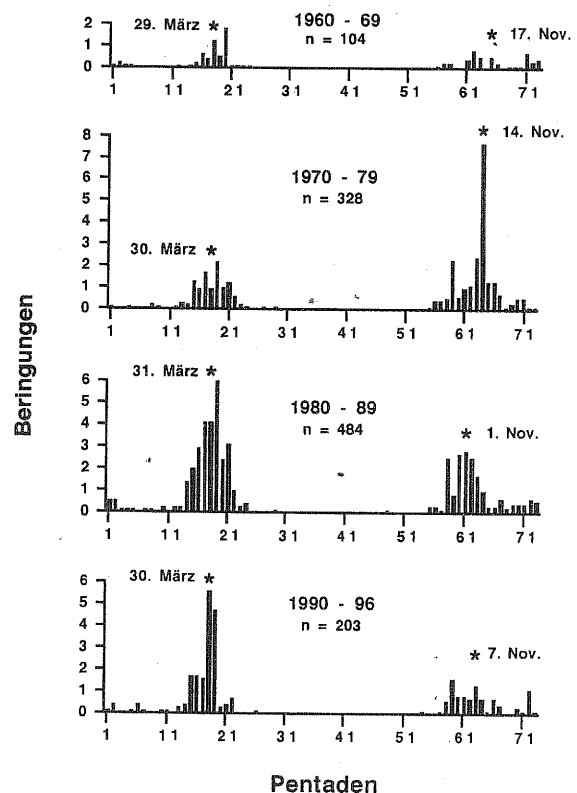 Beringungen
2
1
0
29. März *
1960 - 69
n = 104
* 17. Nov.
1 11 21 31 41 51 61 71
8
7
6
5
4
3
2
1
0
30. März *
1970 - 79
n = 328
* 14. Nov.
1 11 21 31 41 51 61 71
6
5
4
3
2
1
0
31. März *
1980 - 89
n = 484
* 1. Nov.
1 11 21 31 41 51 61 71
6
5
4
3
2
1
0
30. März *
1990 - 96
n = 203
* 7. Nov.
1 11 21 31 41 51 61 71
Pentaden